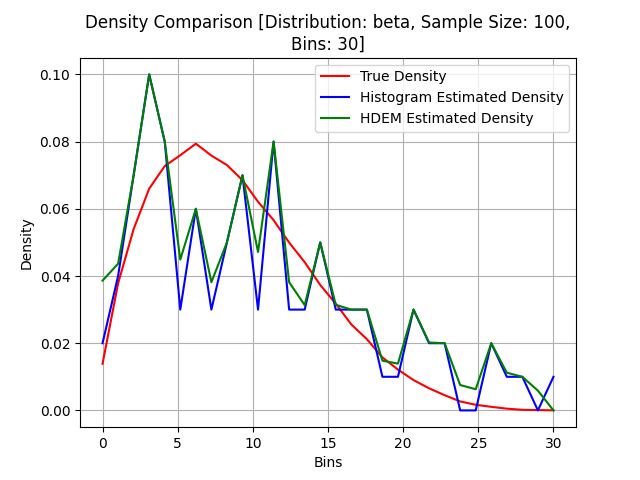 Density Comparison [Distribution: beta, Sample Size: 100,
Bins: 30]
True Density
Histogram Estimated Density
HDEM Estimated Density
Density
0.10
0.08
0.06
0.04
0.02
0.00
0 5 10 15 20 25 30
Bins